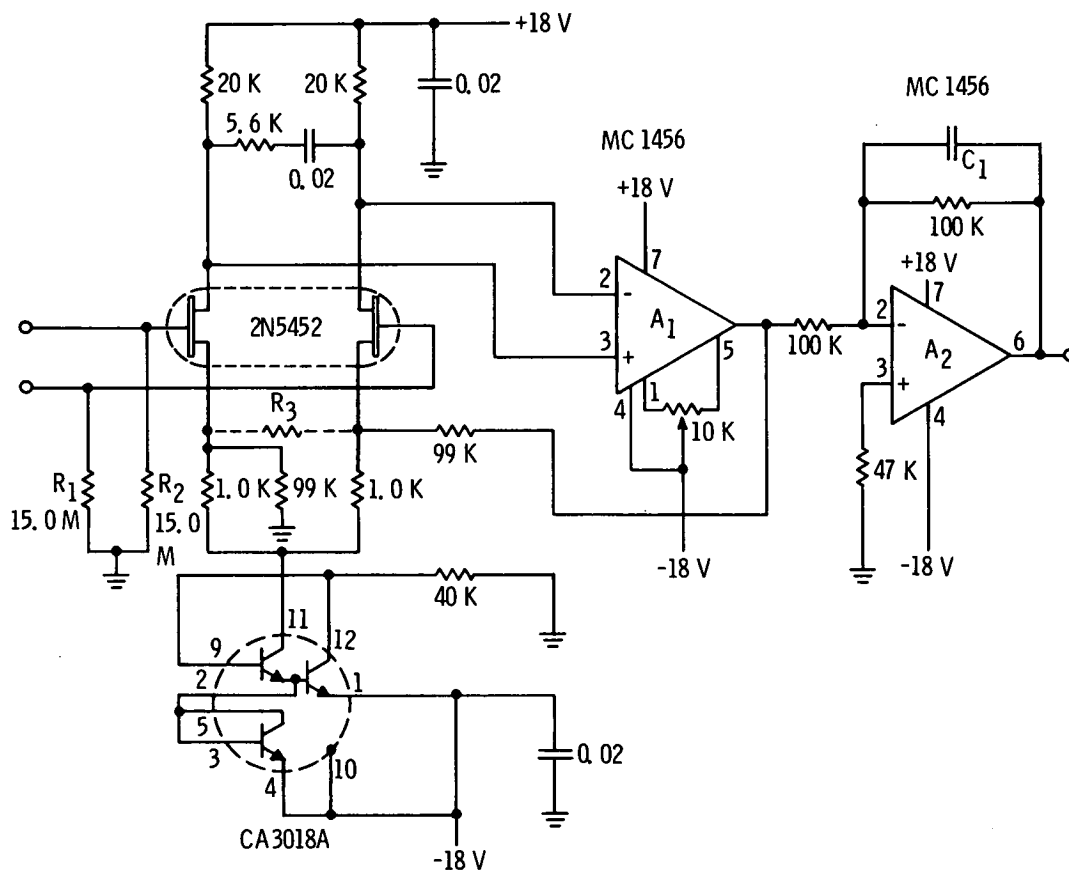 +18 V
20 K
20 K
0.02
5.6 K
0.02
MC 1456
MC 1456
+18 V
C1
100 K
+18 V
7
7
2
-
A1
3
+
5
1
4
10 K
100 K
2
-
6
A2
3
+
4
2N5452
R3
99 K
47 K
R1
15.0 M
R2
15.0
M
1.0 K
99 K
1.0 K
-18 V
-18 V
40 K
11
12
9
2
1
5
3
10
4
0.02
CA3018A
-18 V